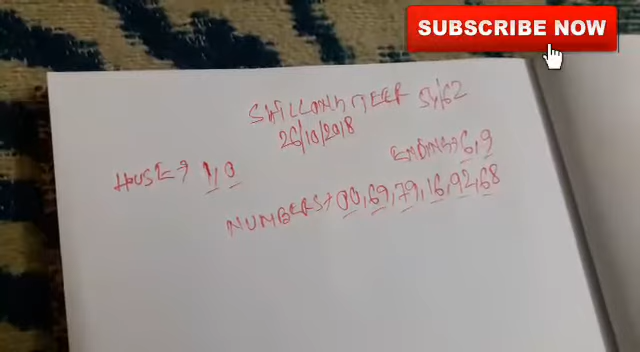 SUBSCRIBE NOW
SHILLONG TEER 54/62
26/10/2018
HOUSE→ 1,0
ENDING→6,9
NUMBERS→00,69,79,16,92,68